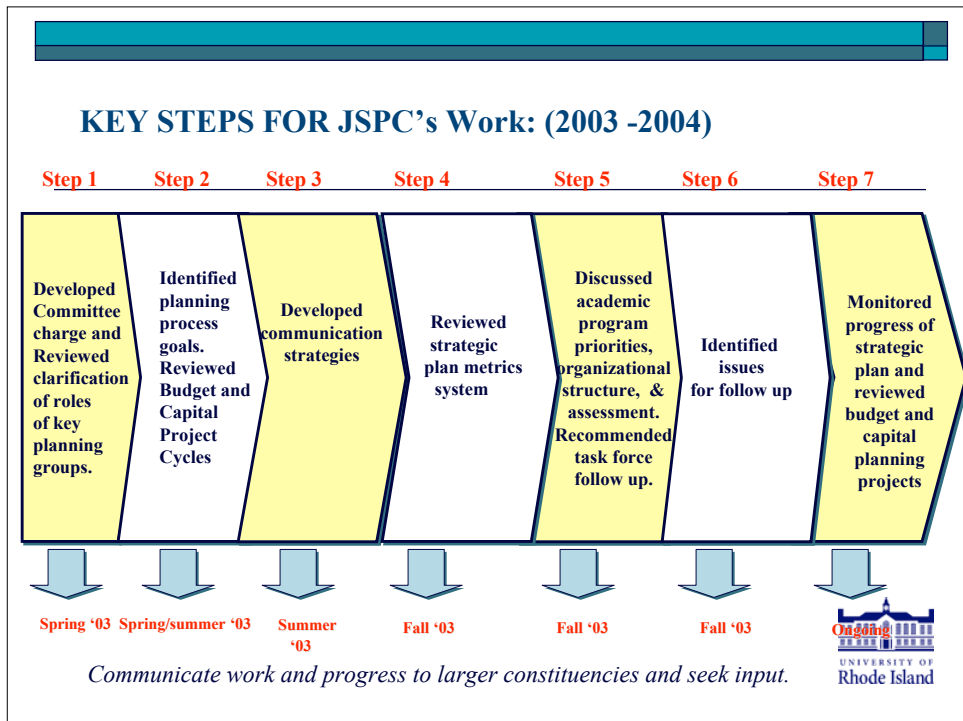 KEY STEPS FOR JSPC's Work: (2003 -2004)
Step 1
Step 2
Step 3
Step 4
Step 5
Step 6
Step 7
Developed
Committee
charge and
Reviewed
clarification
of roles
of key
planning
groups.
Identified
planning
process
goals.
Reviewed
Budget and
Capital
Project
Cycles
Developed
communication
strategies
Reviewed
strategic
plan metrics
system
Discussed
academic
program
priorities,
organizational
structure, &
assessment.
Recommended
task force
follow up.
Identified
issues
for follow up
Monitored
progress of
strategic
plan and
reviewed
budget and
capital
planning
projects
Spring ‘03
Spring/summer ‘03
Summer
‘03
Fall ‘03
Fall ‘03
Fall ‘03
Ongoing
Communicate work and progress to larger constituencies and seek input.
UNIVERSITY OF
Rhode Island